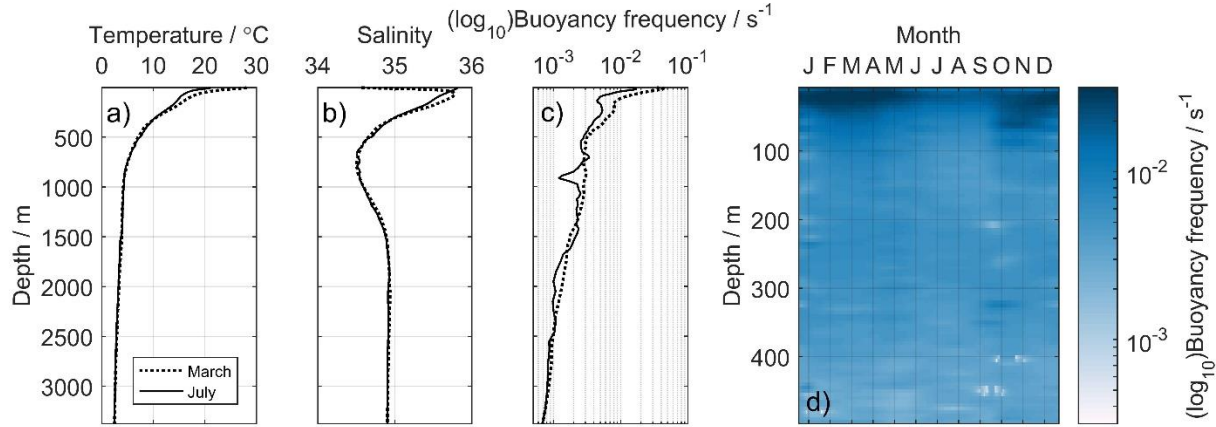 Temperature / °C
0 10 20 30
Salinity
34 35 36
(log10)Buoyancy frequency / s-1
10-3 10-2 10-1
Month
J F M A M J J A S O N D
Depth / m
500
1000
1500
2000
2500
3000
a)
March
July
b)
c)
Depth / m
100
200
300
400
d)
10-2
10-3
(log10)Buoyancy frequency / s-1